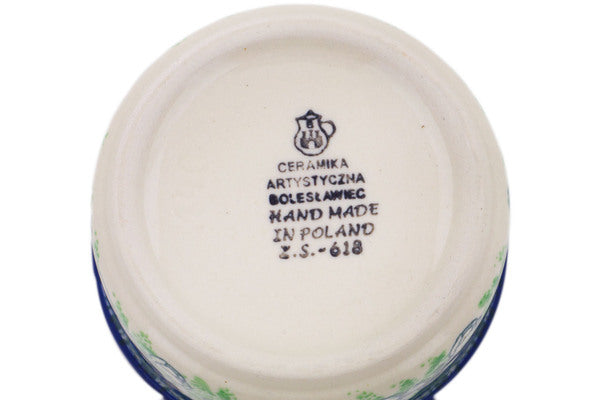 B
CERAMIKA
ARTYSTYCZNA
BOLESŁAWIEC
HAND MADE
IN POLAND
I.S.-618